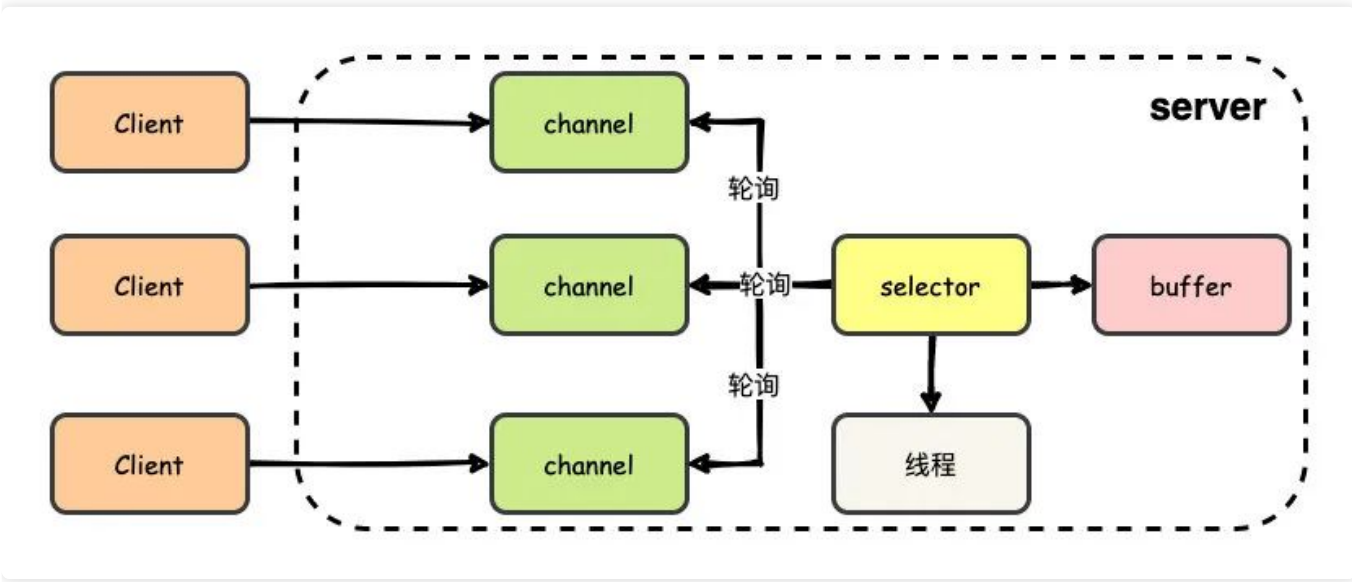 server
Client
channel
轮询
Client
channel
轮询
selector
buffer
轮询
Client
channel
线程